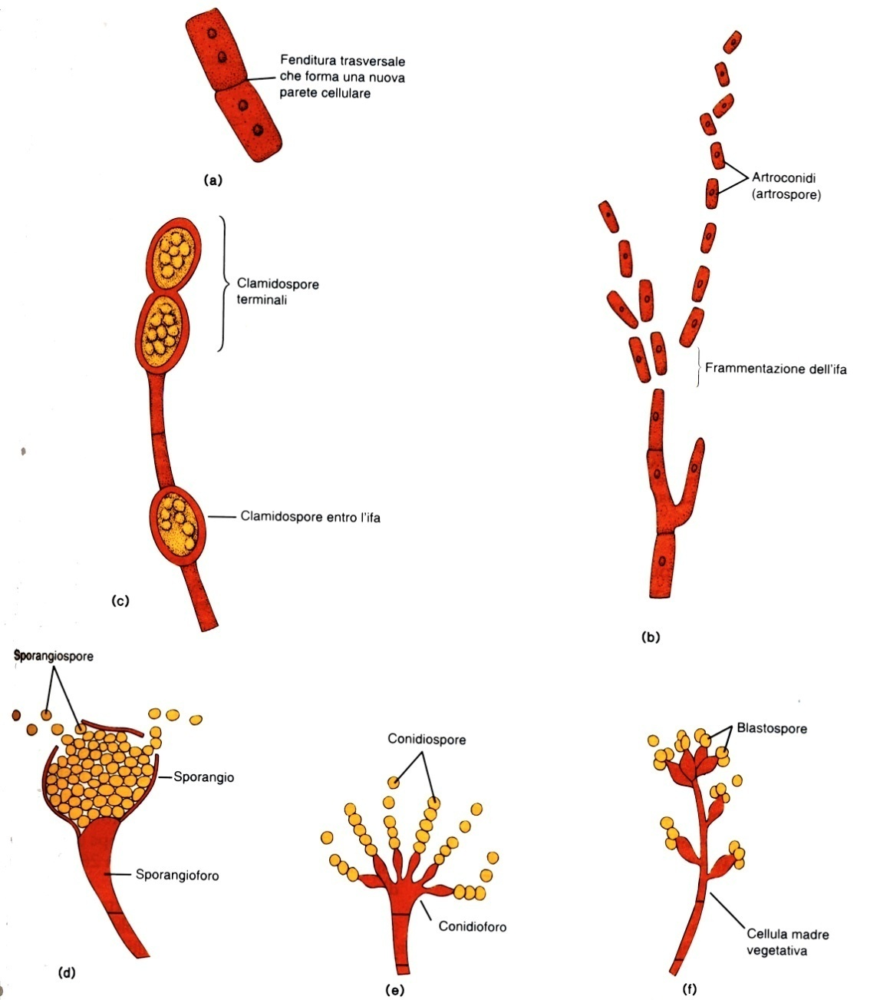 Fenditura trasversale
che forma una nuova
parete cellulare
(a)
Artroconidi
(artrospore)
Clamidospore
terminali
Frammentazione dell'ifa
Clamidospore entro l'ifa
(c)
(b)
Sporangiospore
Sporangio
Sporangioforo
(d)
Conidiospore
Conidioforo
(e)
Blastospore
Cellula madre
vegetativa
(f)